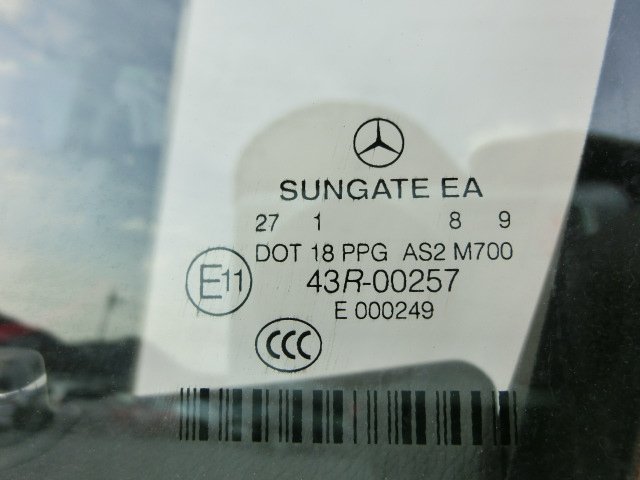 SUNGATE EA
27 1 8 9
DOT 18 PPG AS2 M700
E11 43R-00257
E 000249
CCC